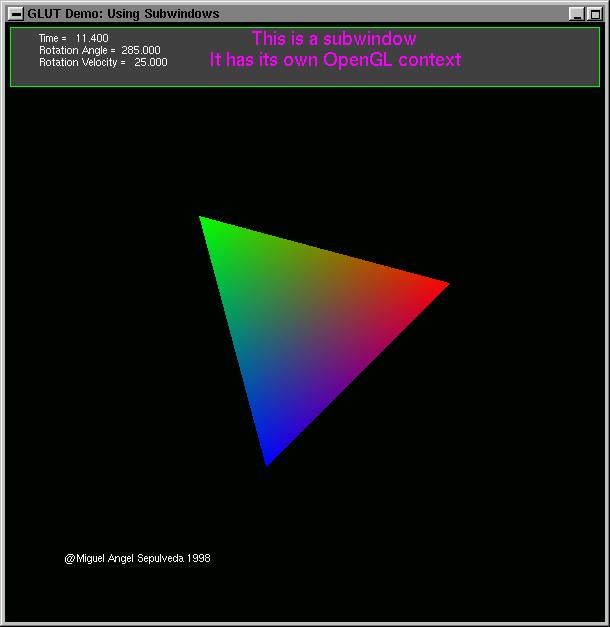 GLUT Demo: Using Subwindows
Time =   11.400
Rotation Angle =  285.000
Rotation Velocity =   25.000
This is a subwindow
It has its own OpenGL context
@Miguel Angel Sepulveda 1998